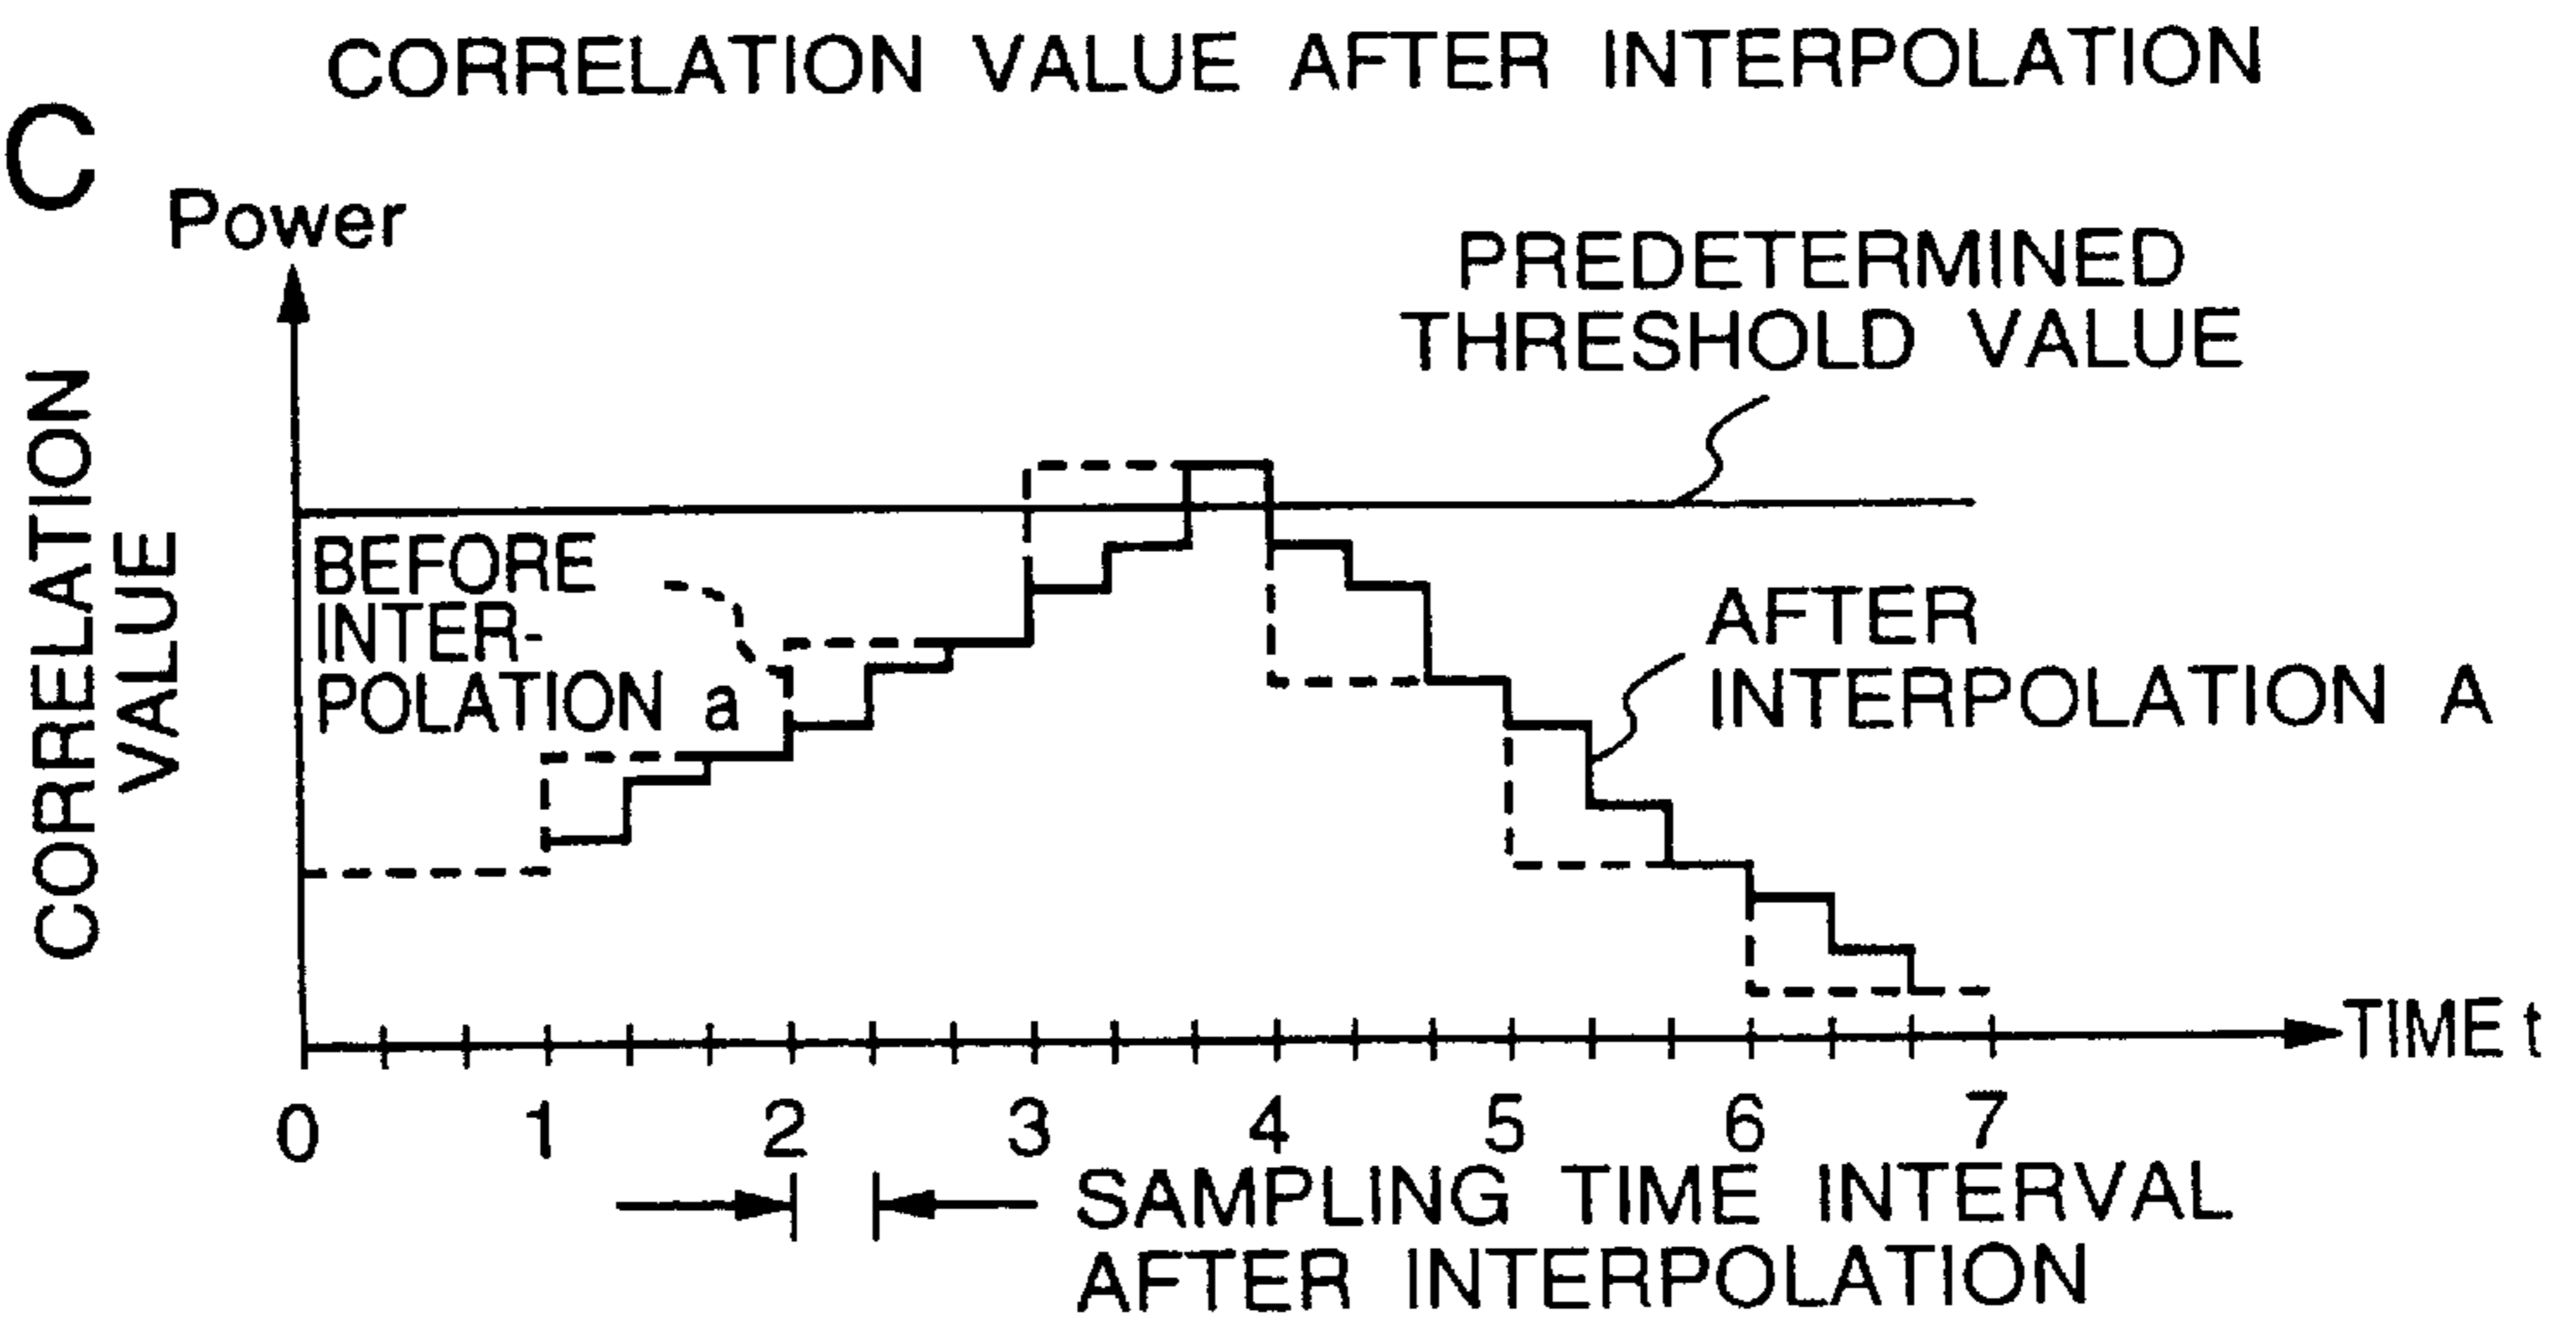 CORRELATION VALUE AFTER INTERPOLATION
C
Power
CORRELATION
VALUE
PREDETERMINED
THRESHOLD VALUE
BEFORE
INTER-
POLATION a
AFTER
INTERPOLATION A
TIME t
0 1 2 3 4 5 6 7
SAMPLING TIME INTERVAL
AFTER INTERPOLATION